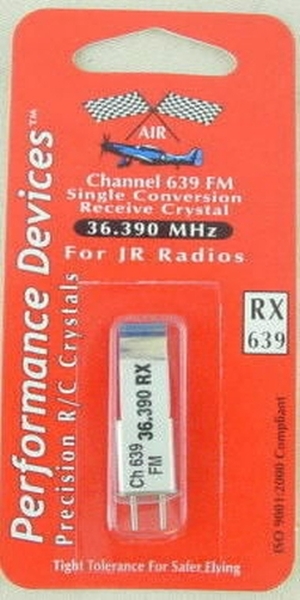 AIR
Channel 639 FM
Single Conversion
Receive Crystal
36.390 MHz
For JR Radios
RX
639
Performance Devices™
Precision R/C Crystals
Ch 639 36.390 RX
FM
ISO 9001:2000 Compliant
Tight Tolerance For Safer Flying